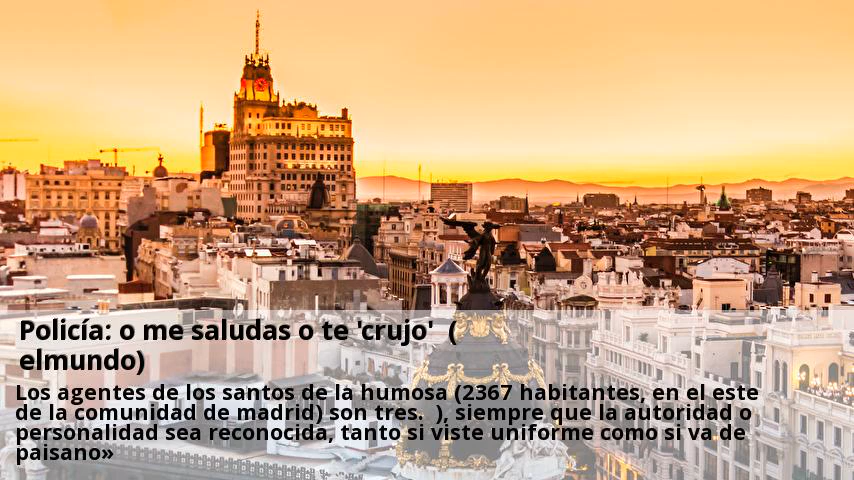 Policía: o me saludas o te 'crujo'  (
elmundo)
Los agentes de los santos de la humosa (2367 habitantes, en el este
de la comunidad de madrid) son tres.  ), siempre que la autoridad o
personalidad sea reconocida, tanto si viste uniforme como si va de
paisano»